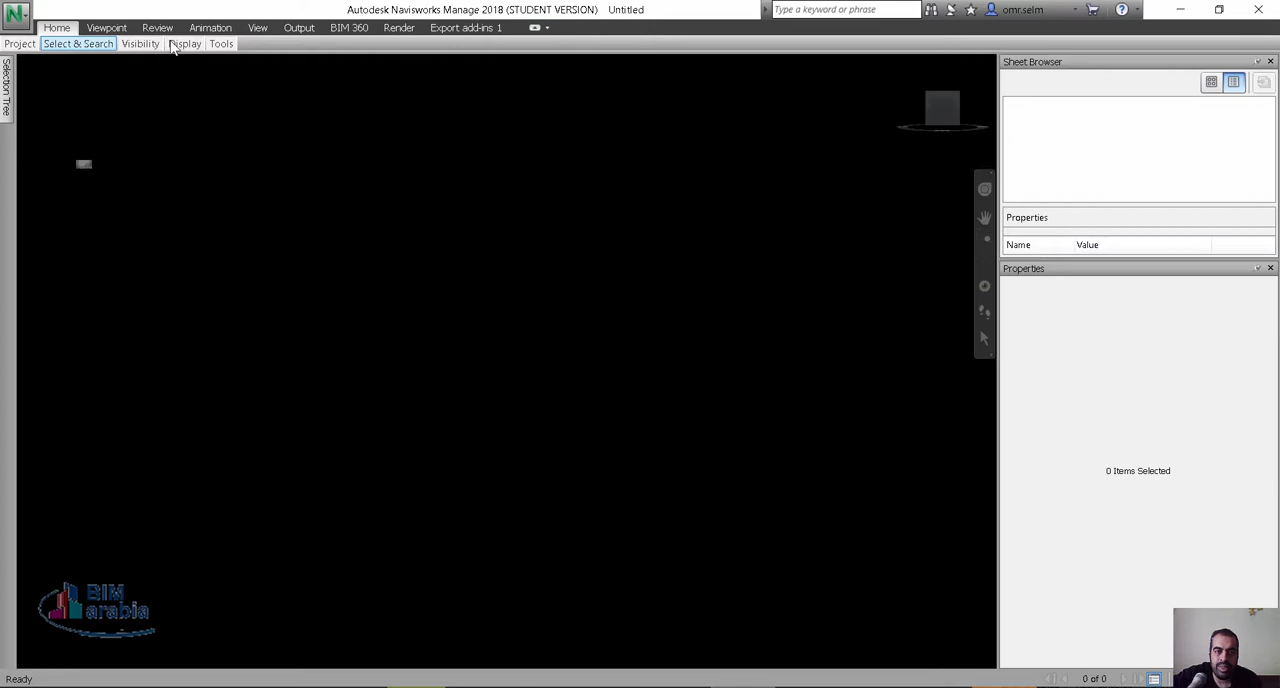 Autodesk Navisworks Manage 2018 (STUDENT VERSION) Untitled
Type a keyword or phrase
omr.selm
Home Viewpoint Review Animation View Output BIM 360 Render Export add-ins 1
Project Select & Search Visibility Display Tools
Selection Tree
Sheet Browser
Properties
Name Value
Properties
0 Items Selected
BIM
arabia
Ready
0 of 0